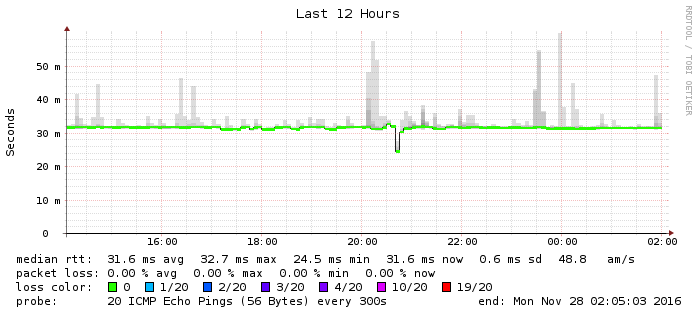 Last 12 Hours
RRDTOOL / TOBI OETIKER
Seconds
50 m
40 m
30 m
20 m
10 m
0
16:00 18:00 20:00 22:00 00:00 02:00
median rtt: 31.6 ms avg 32.7 ms max 24.5 ms min 31.6 ms now 0.6 ms sd 48.8 am/s
packet loss: 0.00 % avg 0.00 % max 0.00 % min 0.00 % now
loss color: 0 1/20 2/20 3/20 4/20 10/20 19/20
probe: 20 ICMP Echo Pings (56 Bytes) every 300s end: Mon Nov 28 02:05:03 2016